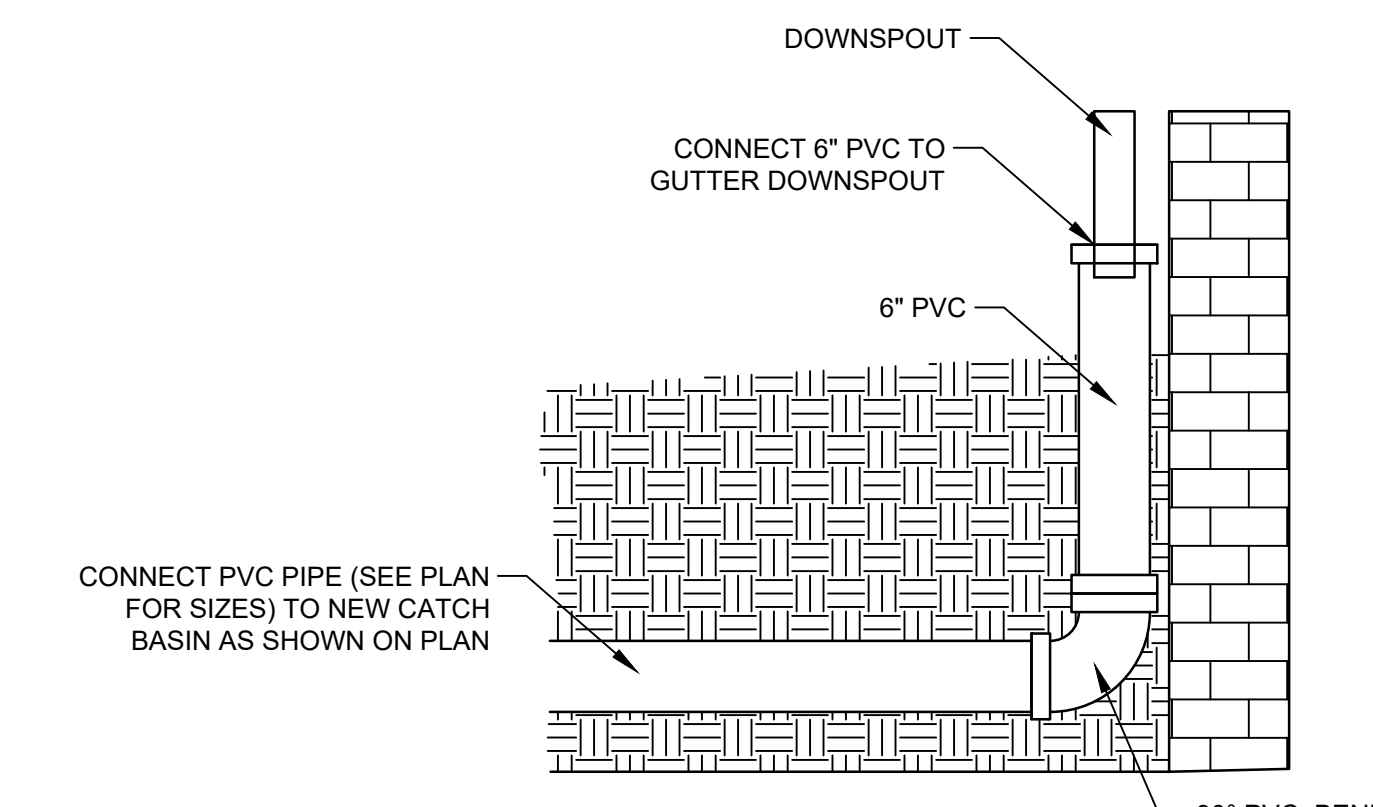 DOWNSPOUT
CONNECT 6" PVC TO
GUTTER DOWNSPOUT
6" PVC
CONNECT PVC PIPE (SEE PLAN
FOR SIZES) TO NEW CATCH
BASIN AS SHOWN ON PLAN
PVC